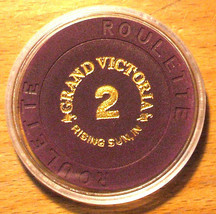 ROULETTE
GRAND VICTORIA
2
RISING SUN, IN
ROULETTE